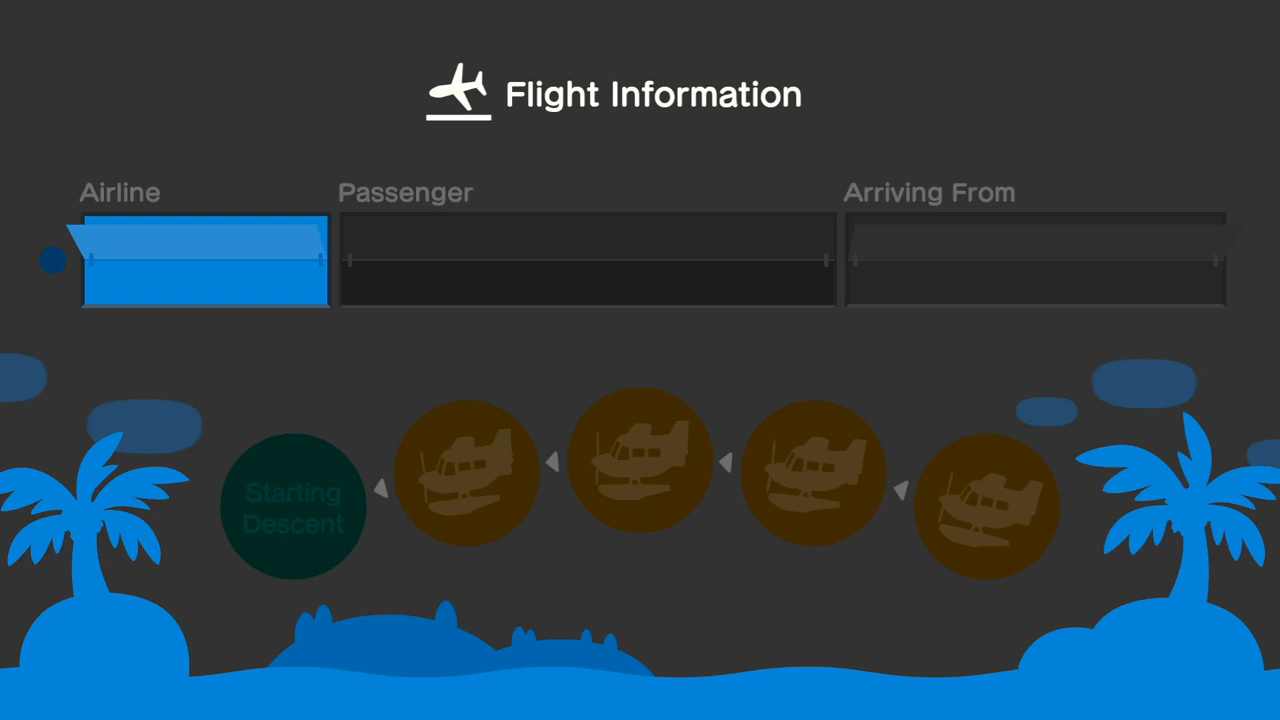 Flight Information
Airline
Passenger
Arriving From
Starting
Descent